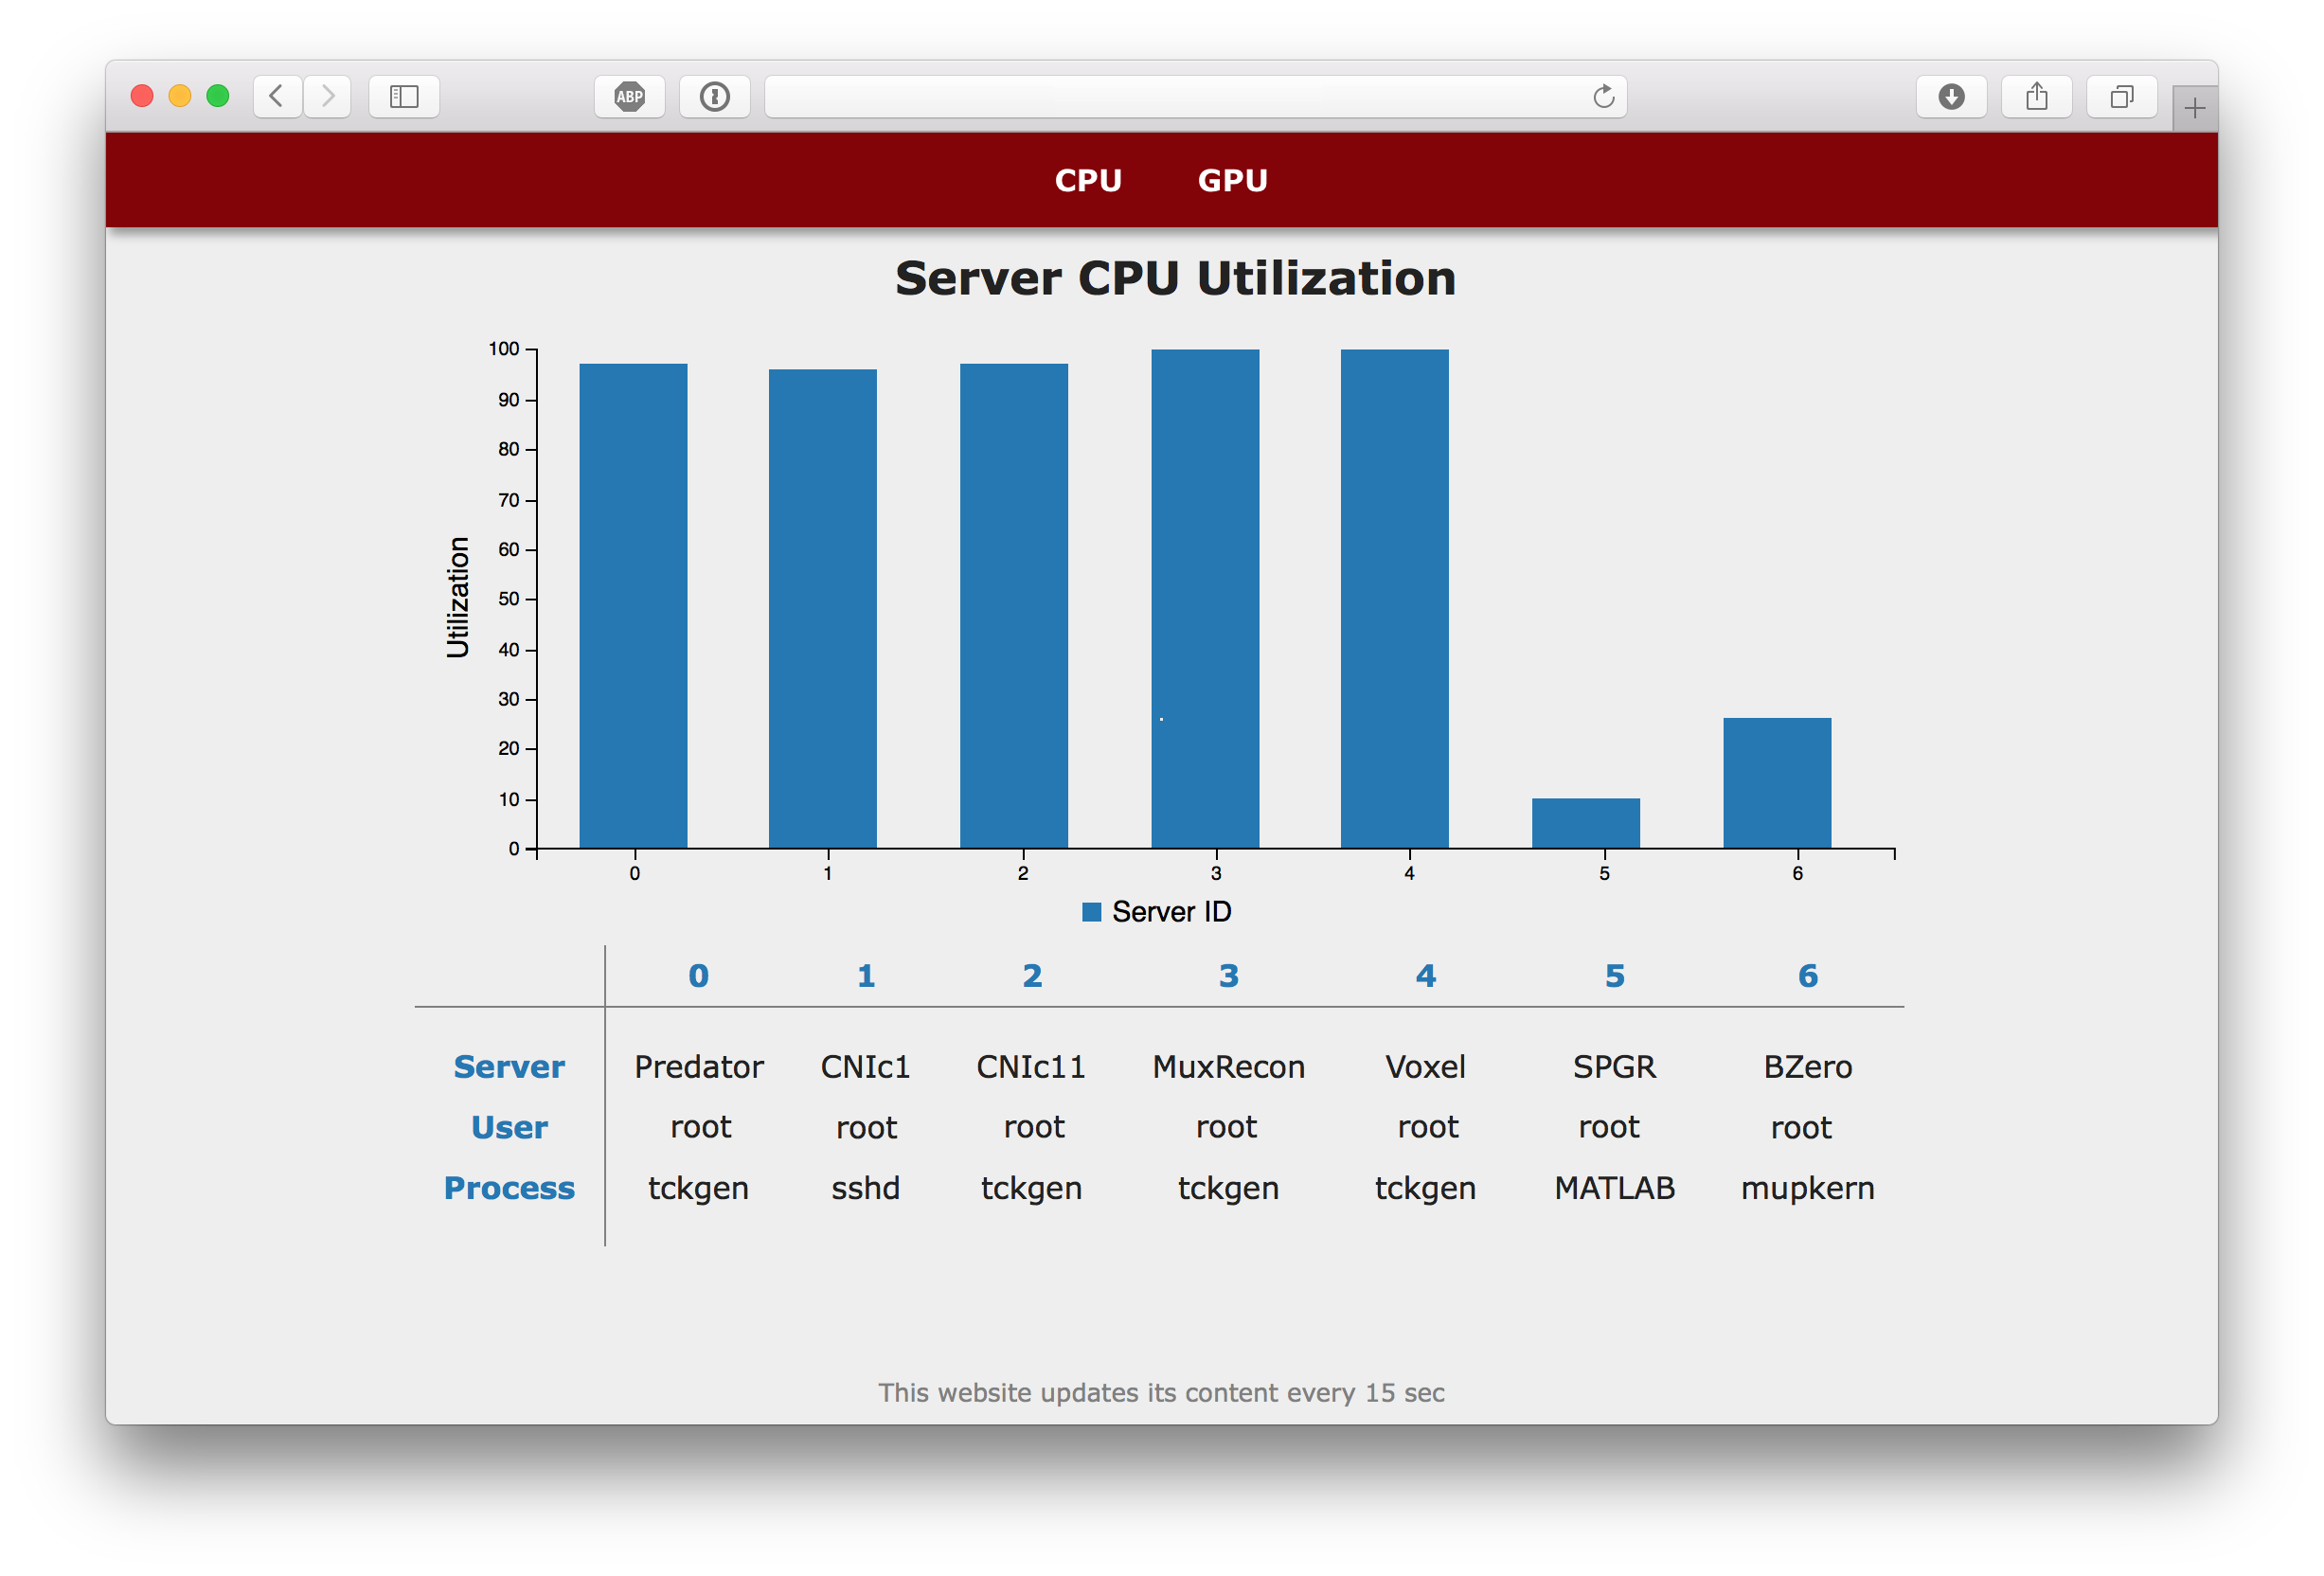 ABP
CPU GPU
Server CPU Utilization
100
90
80
70
60
50
40
30
20
10
0
Utilization
0 1 2 3 4 5 6
Server ID
0 1 2 3 4 5 6
Server Predator CNIc1 CNIc11 MuxRecon Voxel SPGR BZero
User root root root root root root root
Process tckgen sshd tckgen tckgen tckgen MATLAB mupkern
This website updates its content every 15 sec